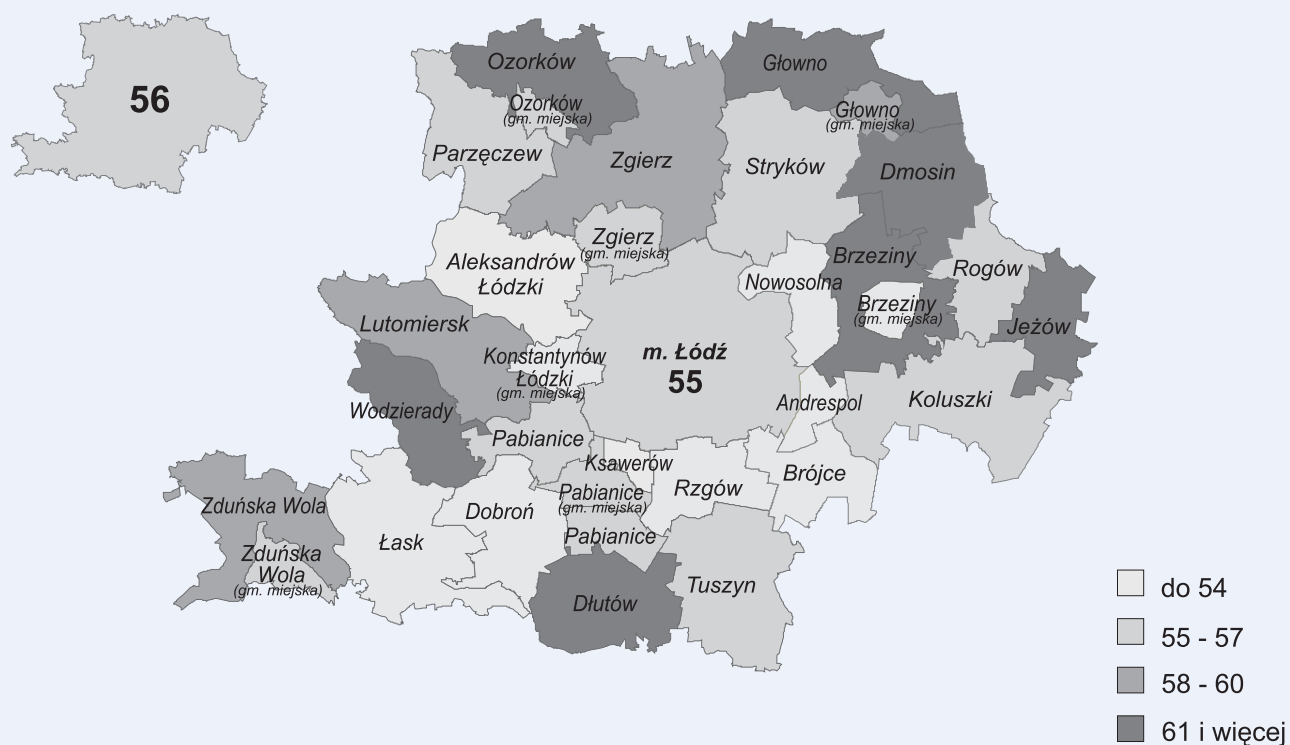 56
Ozorków
Ozorków
(gm. miejska)
Parzęczew
Zgierz
Głowno
Głowno
(gm. miejska)
Stryków
Dmosin
Zgierz
(gm. miejska)
Aleksandrów
Łódzki
Nowosolna
Brzeziny
Rogów
Brzeziny
(gm. miejska)
Jeżów
Lutomiersk
Konstantynów
Łódzki
(gm. miejska)
m. Łódź
55
Wodzierady
Andrespol
Koluszki
Pabianice
Ksawerów
Rzgów
Brójce
Pabianice
(gm. miejska)
Zduńska Wola
Dobroń
Łask
Pabianice
Zduńska
Wola
(gm. miejska)
Dłutów
Tuszyn
do 54
55 - 57
58 - 60
61 i więcej